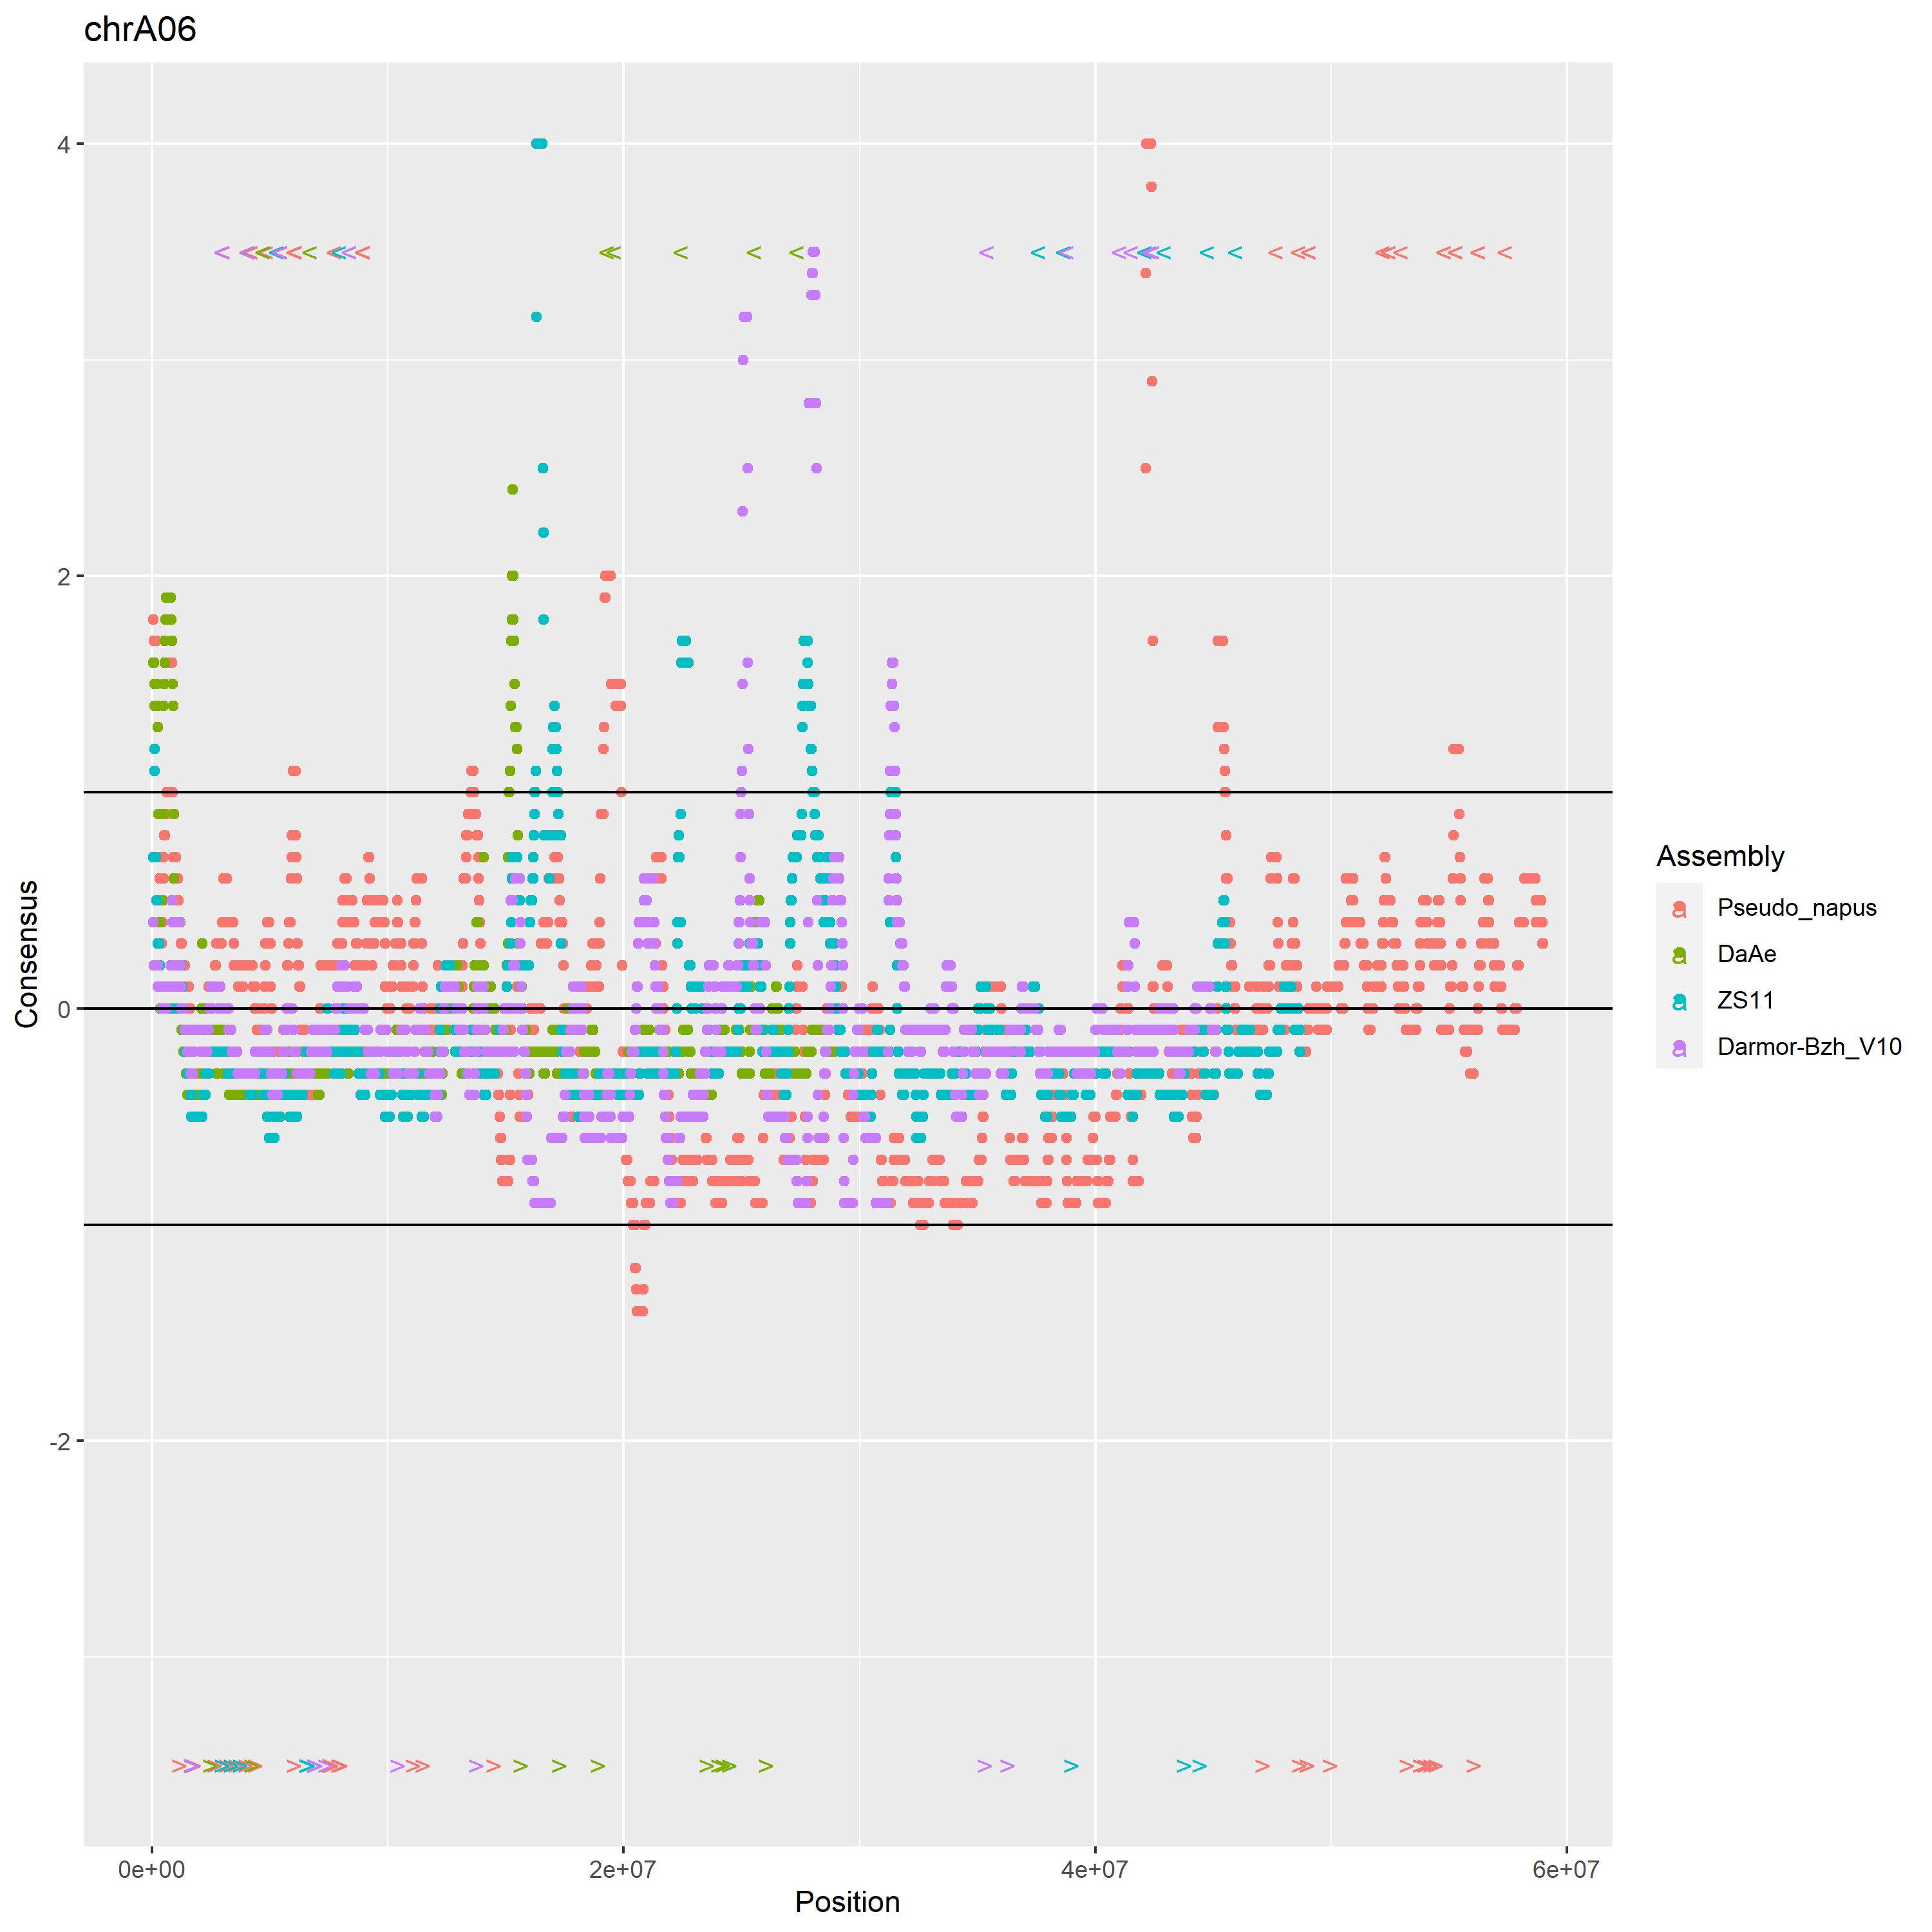 chrA06
4
2
0
-2
Consensus
0e+00
2e+07
4e+07
6e+07
Position
Assembly
a Pseudo_napus
a DaAe
a ZS11
a Darmor-Bzh_V10